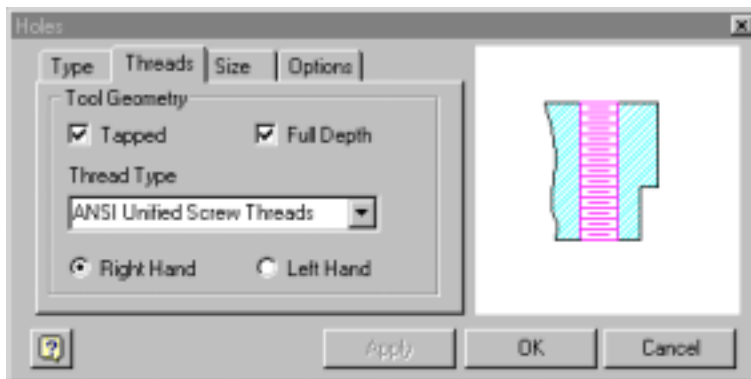 Holes
Type Threads Size Options
Tool Geometry
Tapped Full Depth
Thread Type
ANSI Unified Screw Threads
Right Hand Left Hand
Apply OK Cancel